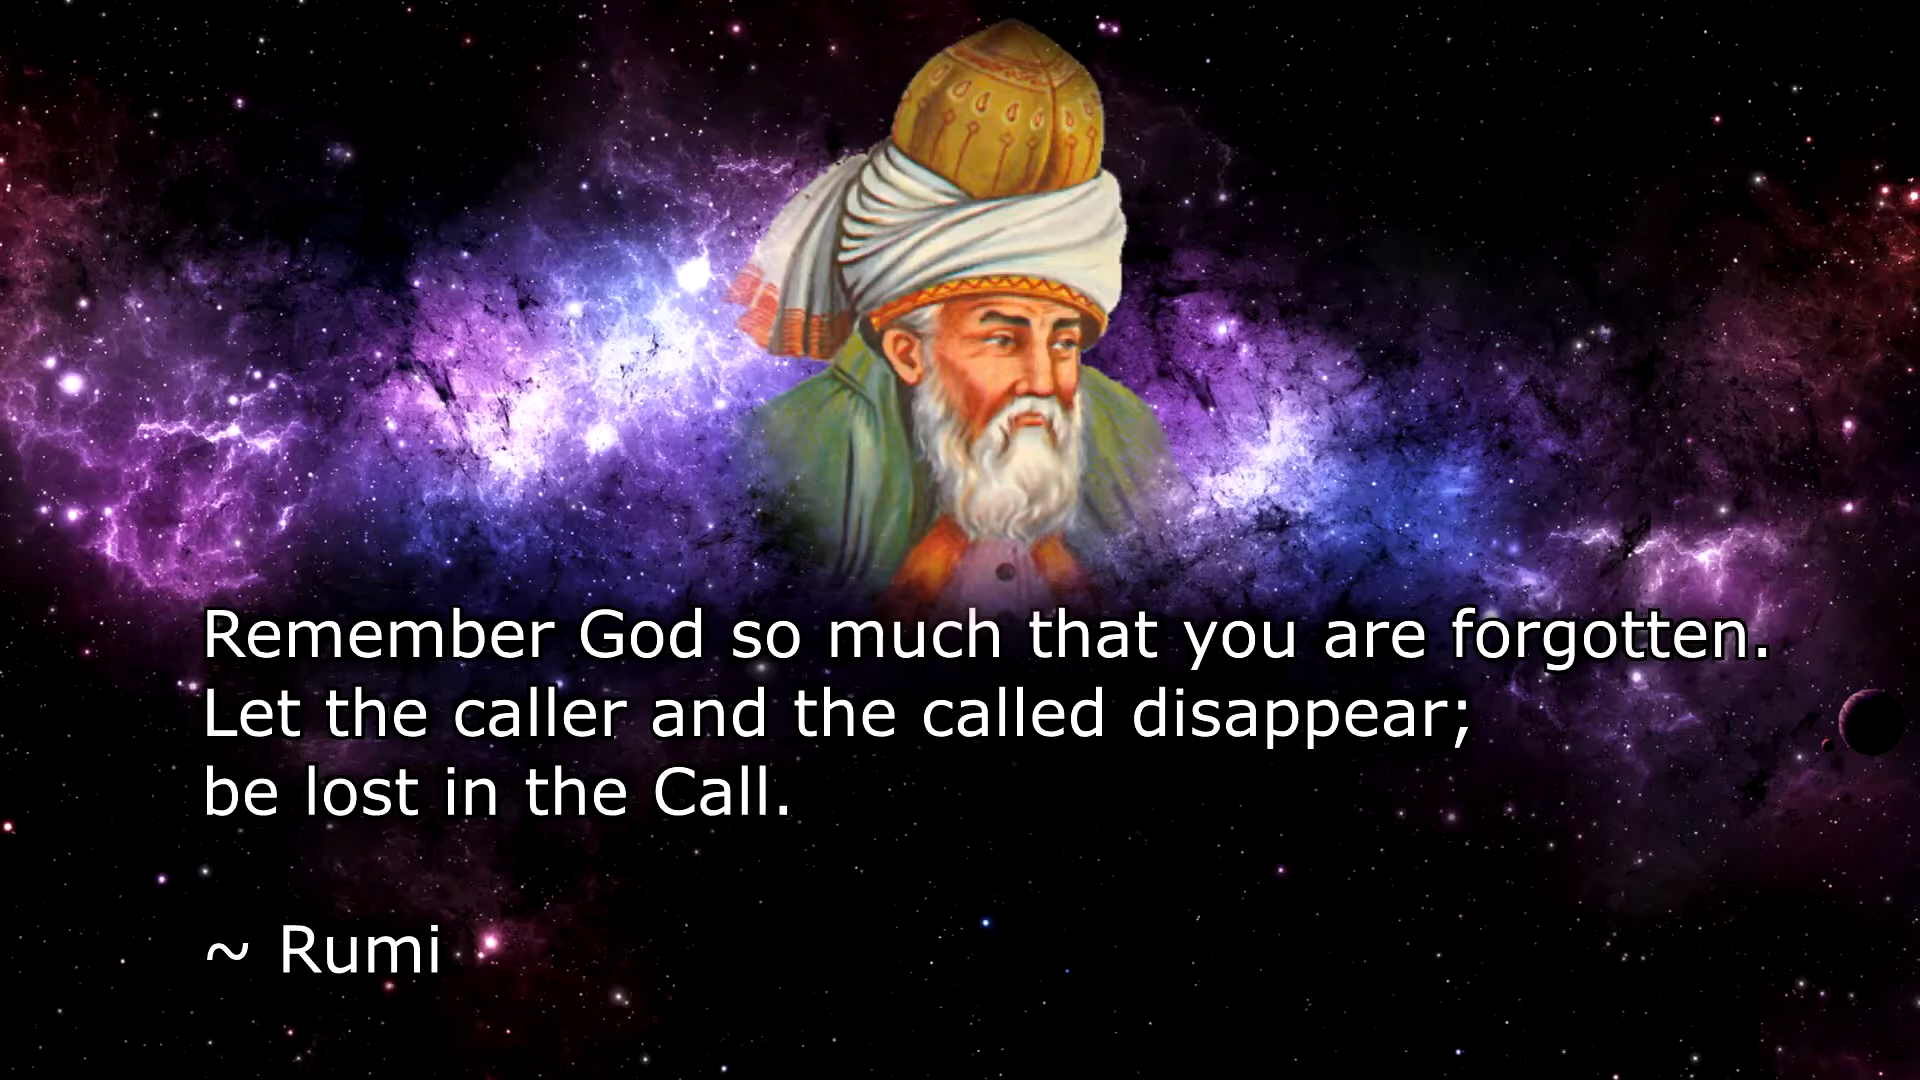 Remember God so much that you are forgotten.
Let the caller and the called disappear;
be lost in the Call.
~ Rumi